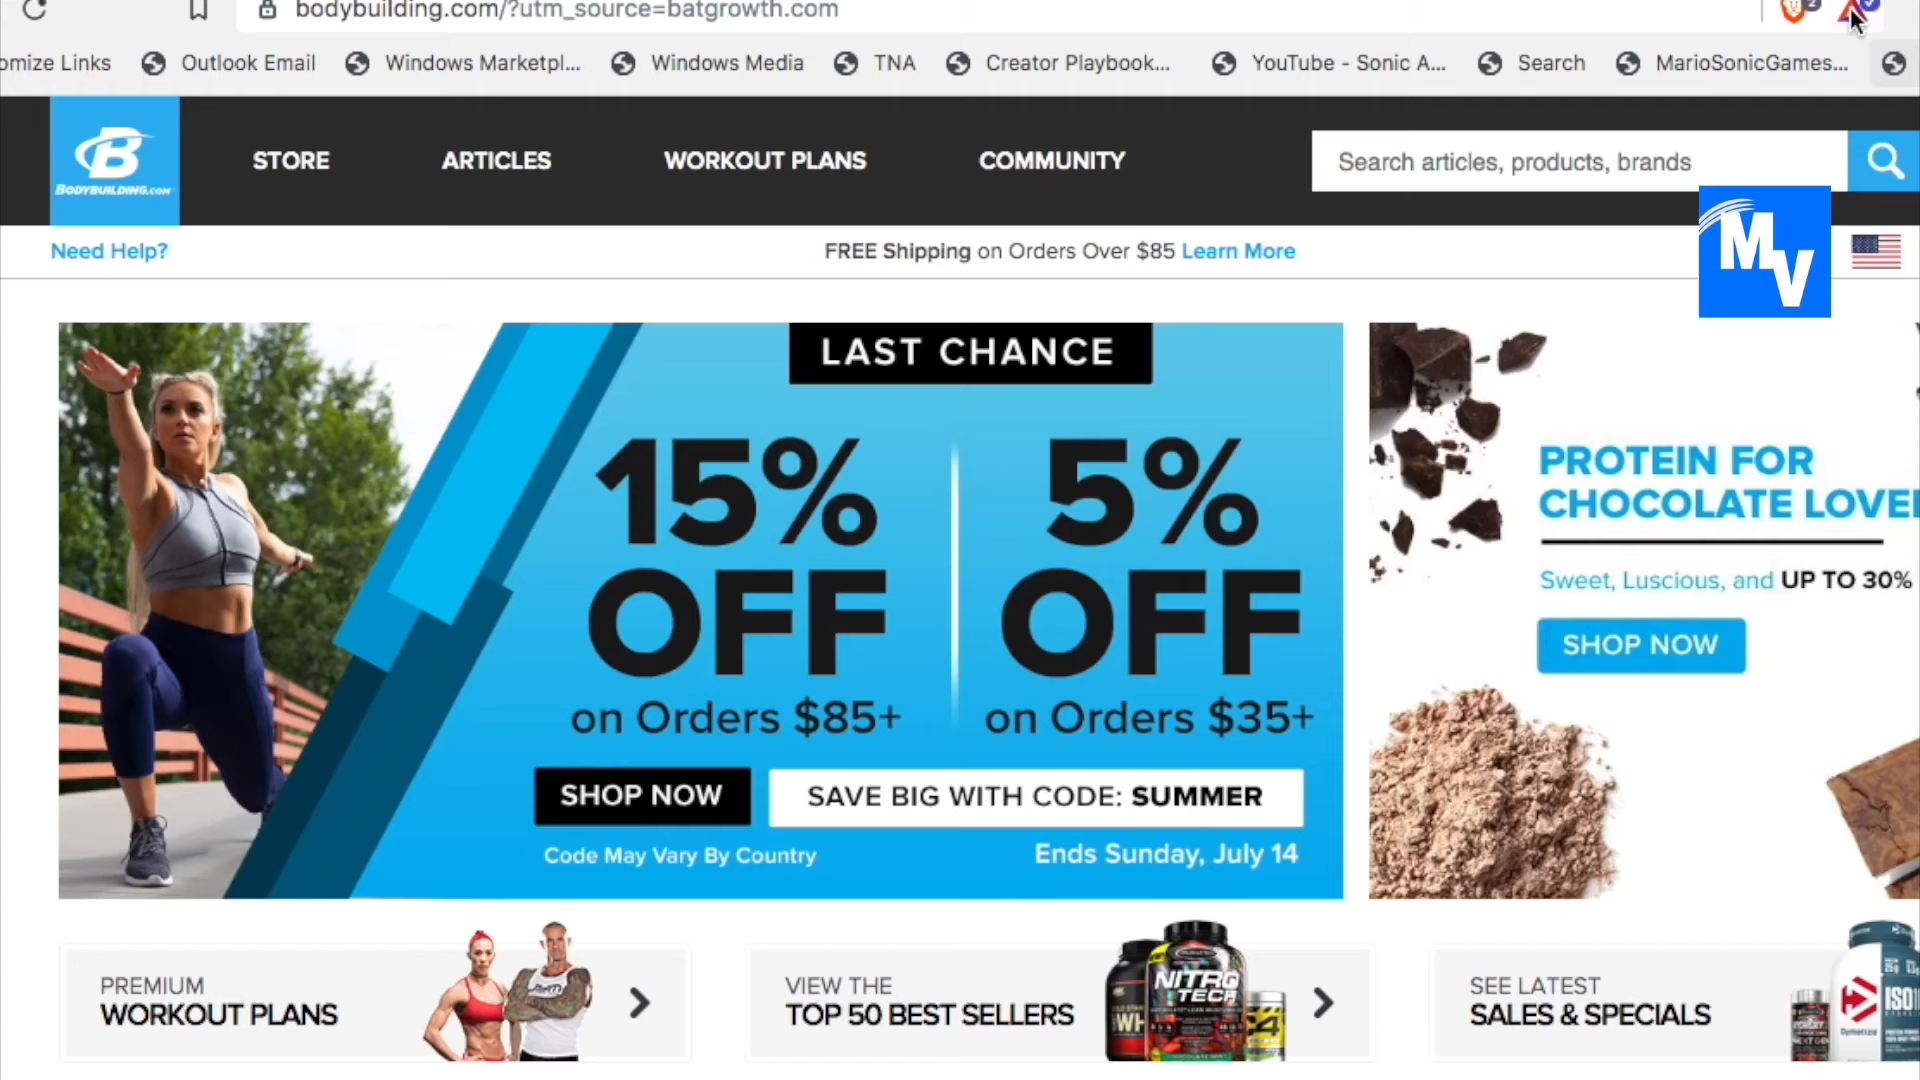 bodybuilding.com/?utm_source=batgrowth.com
2
omize Links
Outlook Email
Windows Marketpl...
Windows Media
TNA
Creator Playbook...
YouTube - Sonic A...
Search
MarioSonicGames...
B
BODYBUILDING.COM
STORE
ARTICLES
WORKOUT PLANS
COMMUNITY
Search articles, products, brands
MV
Need Help?
FREE Shipping on Orders Over $85 Learn More
LAST CHANCE
15%
OFF
on Orders $85+
5%
OFF
on Orders $35+
SHOP NOW
SAVE BIG WITH CODE: SUMMER
Code May Vary By Country
Ends Sunday, July 14
PROTEIN FOR
CHOCOLATE LOVE
Sweet, Luscious, and UP TO 30%
SHOP NOW
PREMIUM
WORKOUT PLANS
VIEW THE
TOP 50 BEST SELLERS
NITRO
TECH
WH
C4
SEE LATEST
SALES & SPECIALS
ISO1
Dymatize